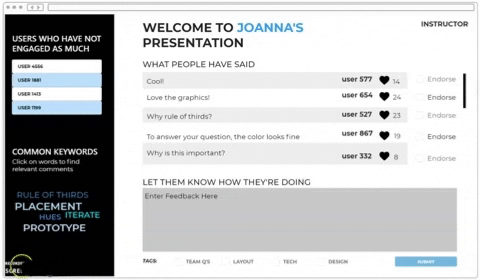 USERS WHO HAVE NOT
ENGAGED AS MUCH
USER 4556
USER 1881
USER 1413
USER 1199
COMMON KEYWORDS
Click on words to find
relevant comments
RULE OF THIRDS
PLACEMENT
HUES ITERATE
PROTOTYPE
INSTRUCTOR
WELCOME TO JOANNA'S
PRESENTATION
WHAT PEOPLE HAVE SAID
Cool! user 577 14 Endorse
Love the graphics! user 654 24 Endorse
Why rule of thirds? user 527 23 Endorse
To answer your question, the color looks fine user 867 19 Endorse
Why is this important? user 332 8 Endorse
LET THEM KNOW HOW THEY'RE DOING
Enter Feedback Here
TAGS: TEAM Q'S LAYOUT TECH DESIGN SUBMIT